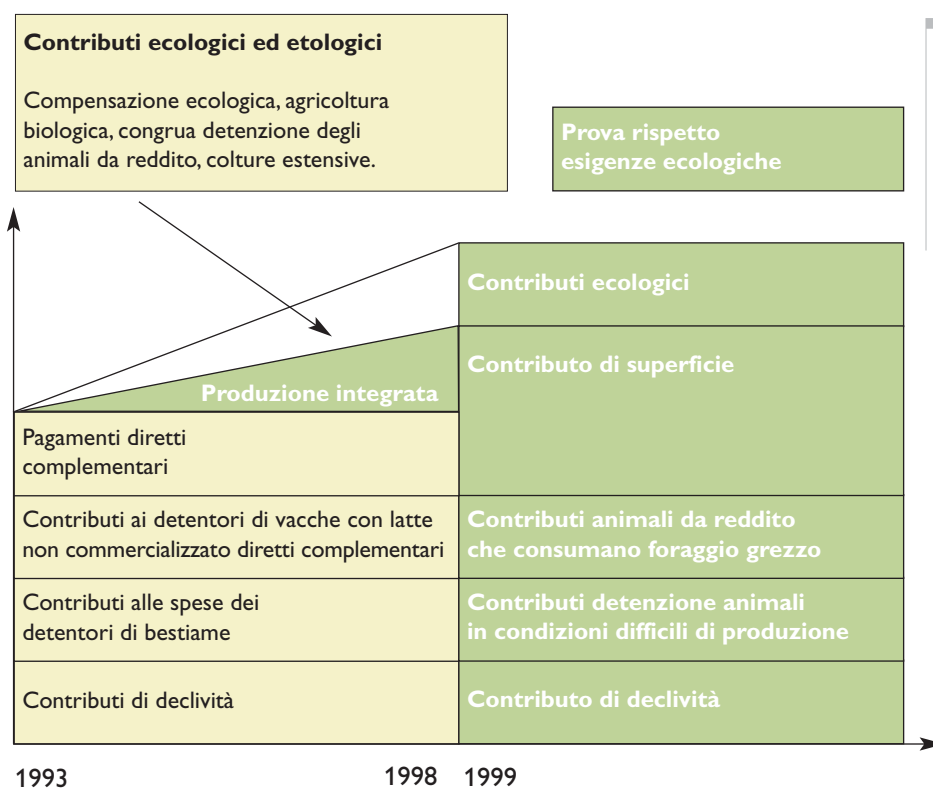 Contributi ecologici ed etologici
Compensazione ecologica, agricoltura
biologica, congrua detenzione degli
animali da reddito, colture estensive.
Prova rispetto
esigenze ecologiche
Contributi ecologici
Contributo di superficie
Produzione integrata
Pagamenti diretti
complementari
Contributi ai detentori di vacche con latte
non commercializzato diretti complementari
Contributi animali da reddito
che consumano foraggio grezzo
Contributi alle spese dei
detentori di bestiame
Contributi detenzione animali
in condizioni difficili di produzione
Contributi di declività
Contributo di declività
1993
1998
1999